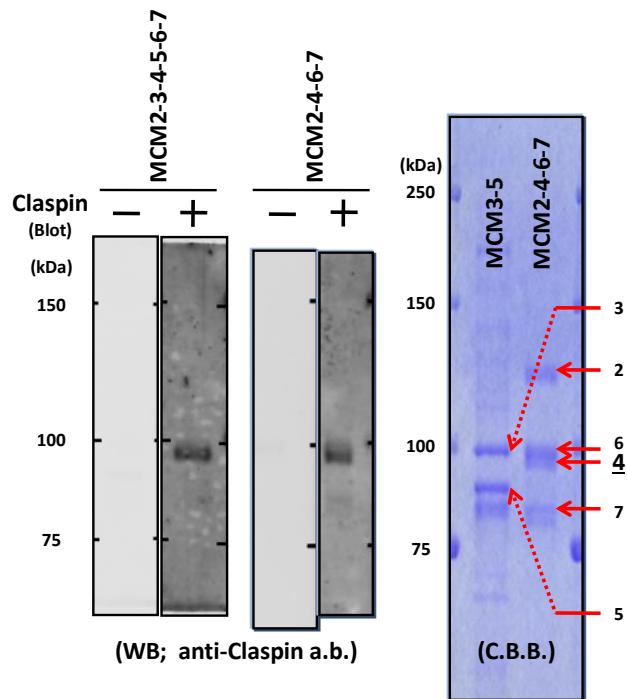 MCM2-3-4-5-6-7
MCM2-4-6-7
Claspin
(Blot)
− + − +
(kDa)
150
100
75
(WB; anti-Claspin a.b.)
(kDa)
250
150
100
75
MCM3-5
MCM2-4-6-7
3
2
6
4
7
5
(C.B.B.)